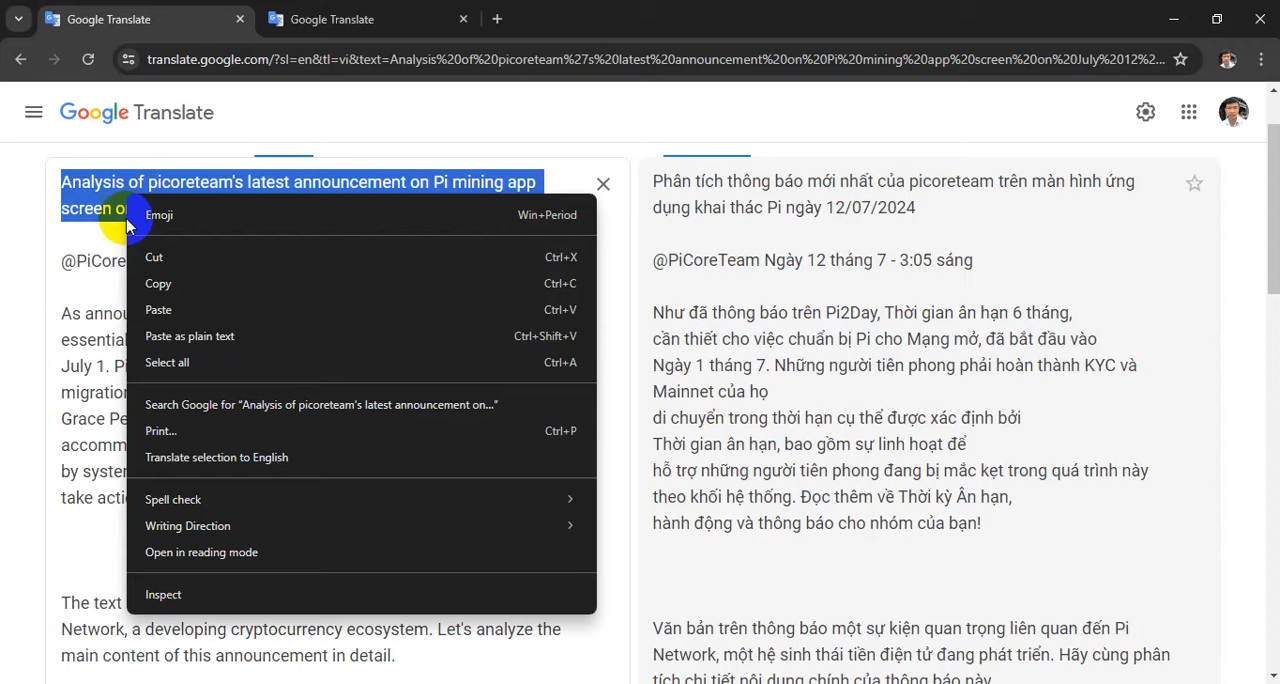 Google Translate
Google Translate
translate.google.com/?sl=en&tl=vi&text=Analysis%20of%20picoreteam%27s%20latest%20announcement%20on%20Pi%20mining%20app%20screen%20on%20July%2012%2...
Google Translate
Analysis of picoreteam's latest announcement on Pi mining app
screen o
@PiCore
As annou
essential
July 1. Pi
migration
Grace Pe
accomm
by syster
take actio
The text
Network, a developing cryptocurrency ecosystem. Let's analyze the
main content of this announcement in detail.
Emoji Win+Period
Cut Ctrl+X
Copy Ctrl+C
Paste Ctrl+V
Paste as plain text Ctrl+Shift+V
Select all Ctrl+A
Search Google for “Analysis of picoreteam's latest announcement on...”
Print... Ctrl+P
Translate selection to English
Spell check
Writing Direction
Open in reading mode
Inspect
Phân tích thông báo mới nhất của picoreteam trên màn hình ứng
dụng khai thác Pi ngày 12/07/2024
@PiCoreTeam Ngày 12 tháng 7 - 3:05 sáng
Như đã thông báo trên Pi2Day, Thời gian ân hạn 6 tháng,
cần thiết cho việc chuẩn bị Pi cho Mạng mở, đã bắt đầu vào
Ngày 1 tháng 7. Những người tiên phong phải hoàn thành KYC và
Mainnet của họ
di chuyển trong thời hạn cụ thể được xác định bởi
Thời gian ân hạn, bao gồm sự linh hoạt để
hỗ trợ những người tiên phong đang bị mắc kẹt trong quá trình này
theo khối hệ thống. Đọc thêm về Thời kỳ Ân hạn,
hành động và thông báo cho nhóm của bạn!
Văn bản trên thông báo một sự kiện quan trọng liên quan đến Pi
Network, một hệ sinh thái tiền điện tử đang phát triển. Hãy cùng phân
tích chi tiết nội dung chính của thông báo này.